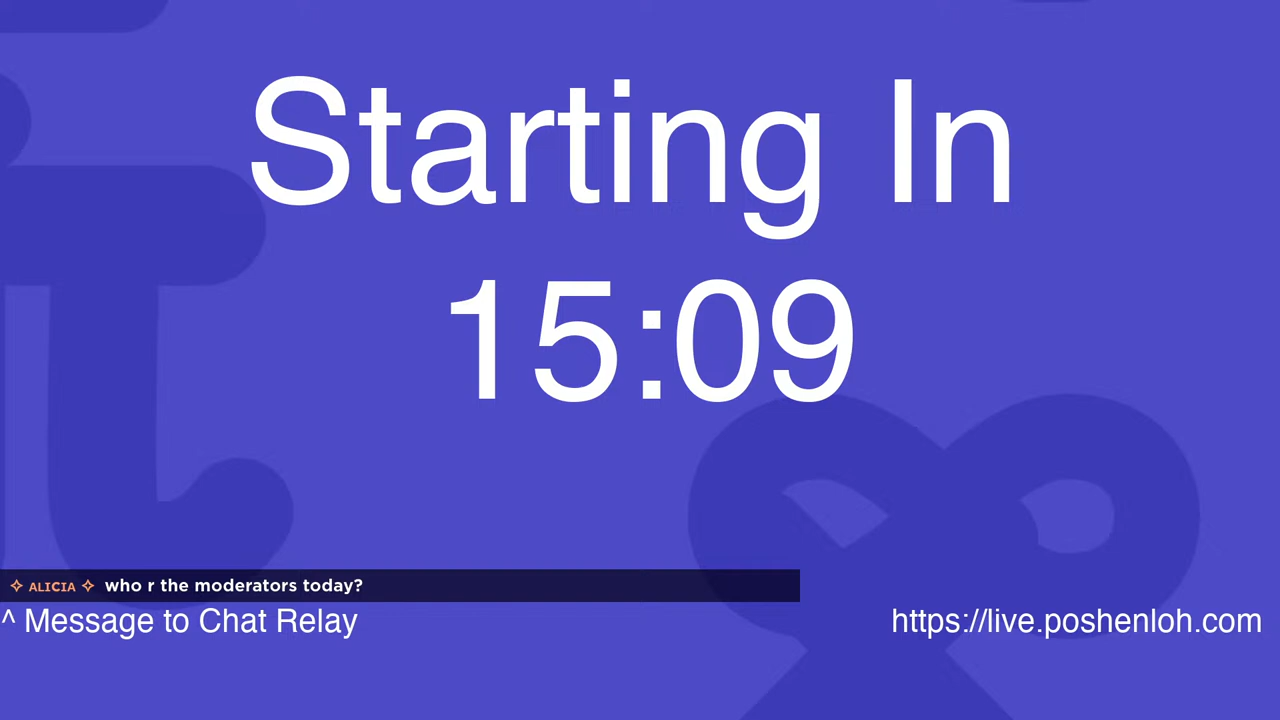 Starting In
15:09
✧ ALICIA ✧ who r the moderators today?
^ Message to Chat Relay
https://live.poshenloh.com